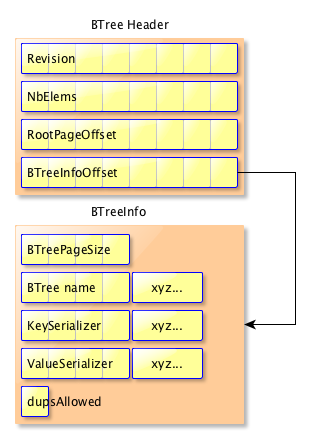 BTree Header
Revision
NbElems
RootPageOffset
BTreeInfoOffset
BTreeInfo
BTreePageSize
BTree name xyz...
KeySerializer xyz...
ValueSerializer xyz...
dupsAllowed